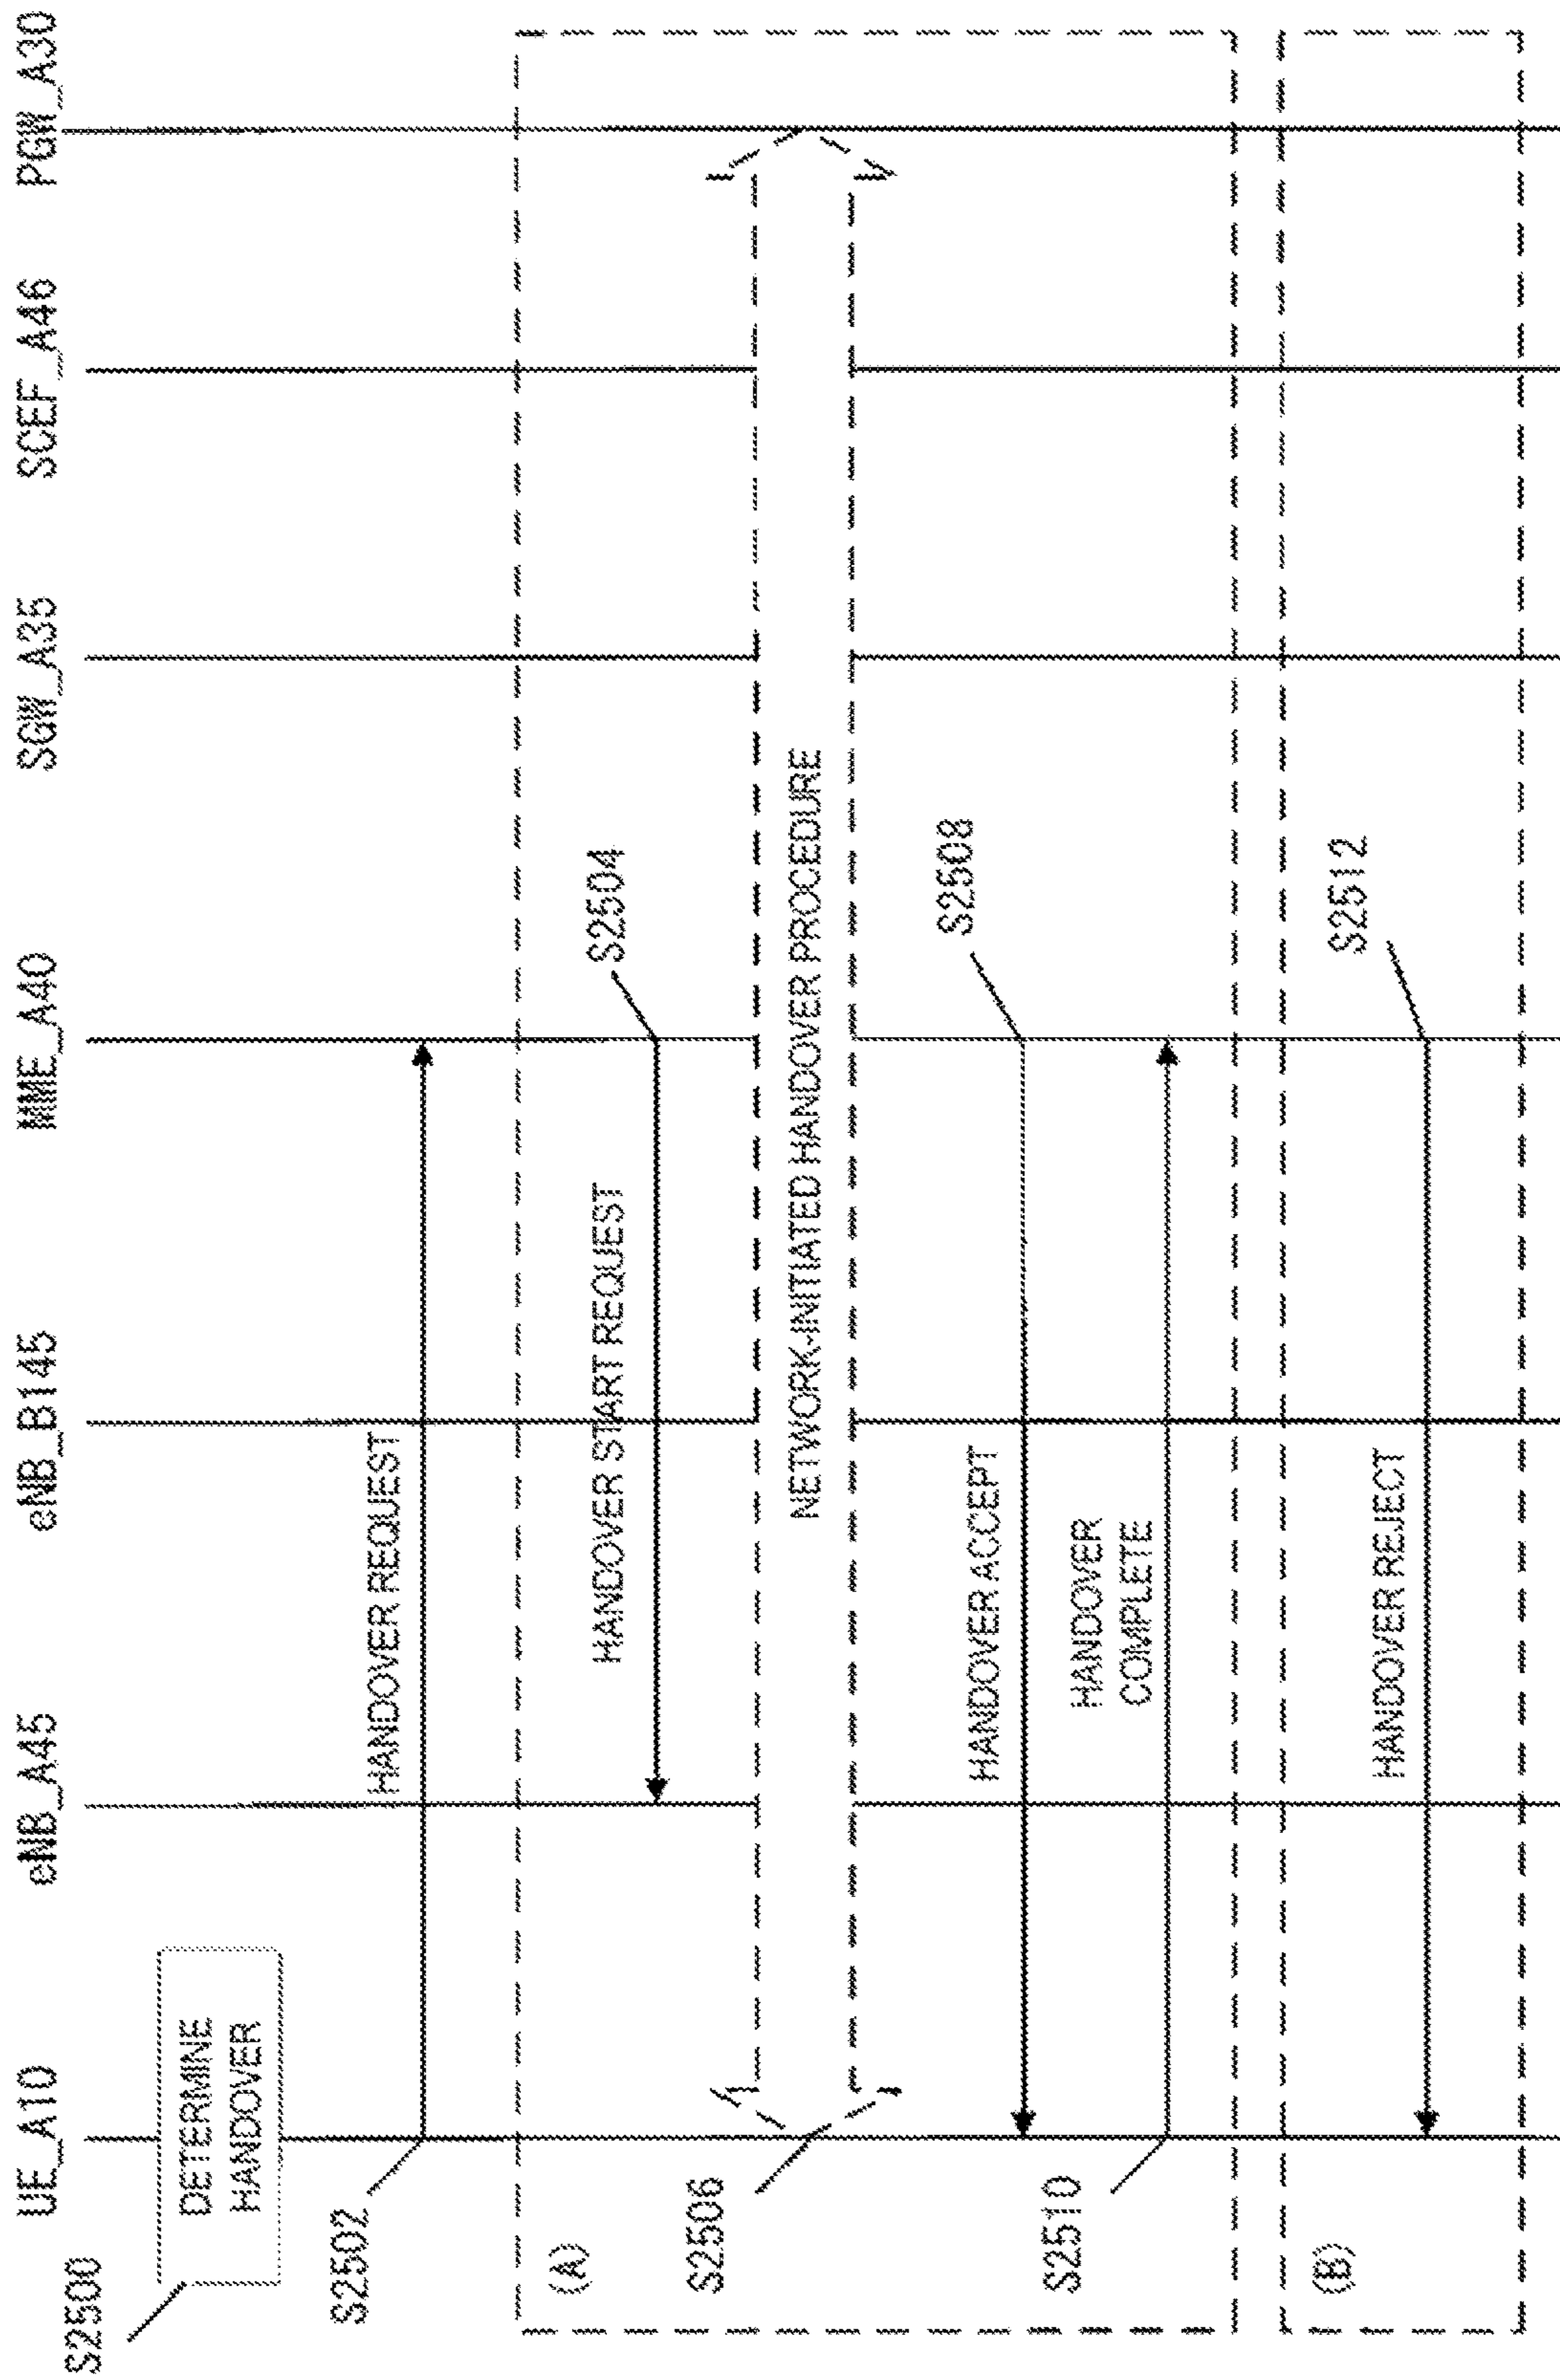 UE_A10
eNB_A45
eNB_B145
MME_A40
SGW_A35
SCEF_A46
PGW_A30
S2500
DETERMINE
HANDOVER
S2502
HANDOVER REQUEST
(A)
HANDOVER START REQUEST
S2504
S2506
NETWORK-INITIATED HANDOVER PROCEDURE
HANDOVER ACCEPT
S2508
S2510
HANDOVER
COMPLETE
(B)
HANDOVER REJECT
S2512